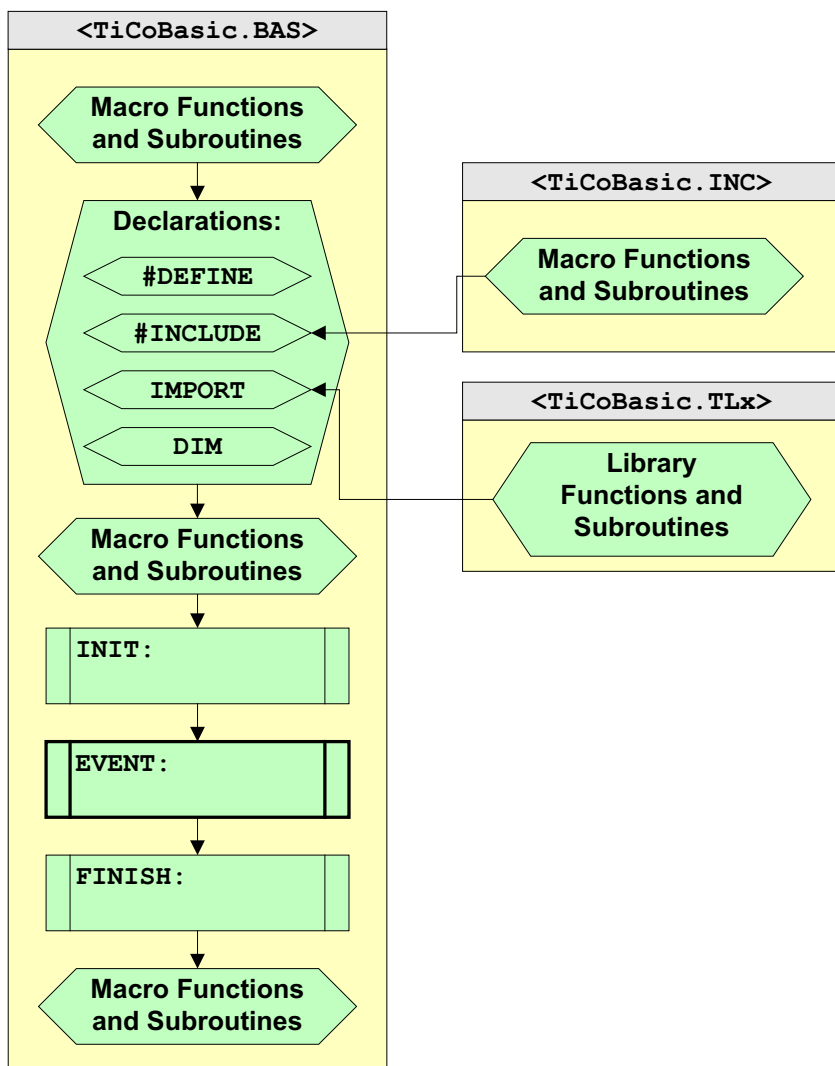 <TiCoBasic.BAS>
Macro Functions
and Subroutines
Declarations:
#DEFINE
#INCLUDE
IMPORT
DIM
Macro Functions
and Subroutines
INIT:
EVENT:
FINISH:
Macro Functions
and Subroutines
<TiCoBasic.INC>
Macro Functions
and Subroutines
<TiCoBasic.TLx>
Library
Functions and
Subroutines